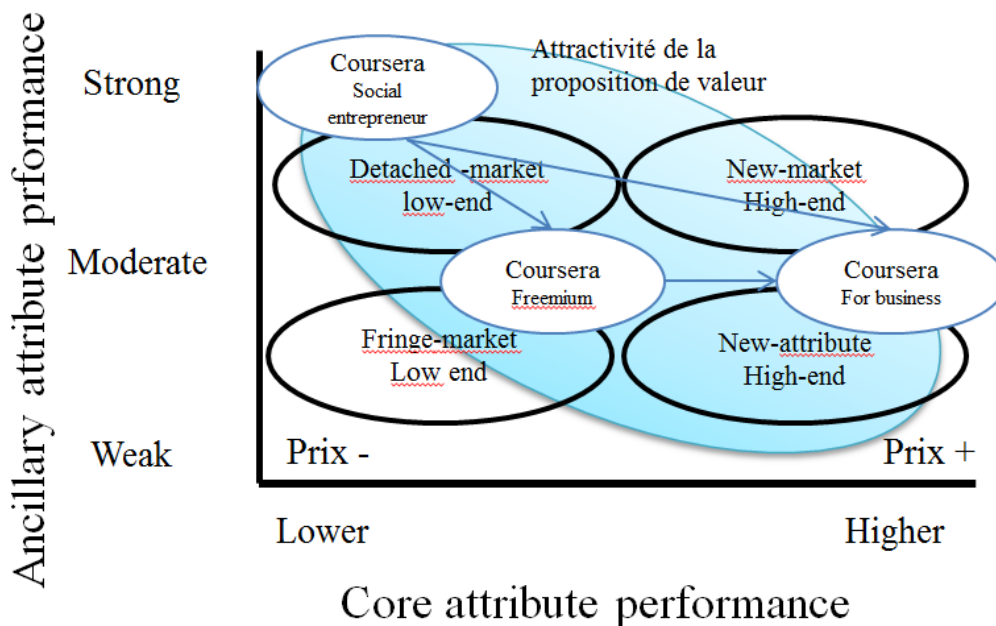 Ancillary attribute prformance
Strong
Moderate
Weak
Coursera
Social
entrepreneur
Attractivité de la
proposition de valeur
Detached -market
low-end
New-market
High-end
Coursera
Freemium
Coursera
For business
Fringe-market
Low end
New-attribute
High-end
Prix -
Prix +
Lower
Higher
Core attribute performance